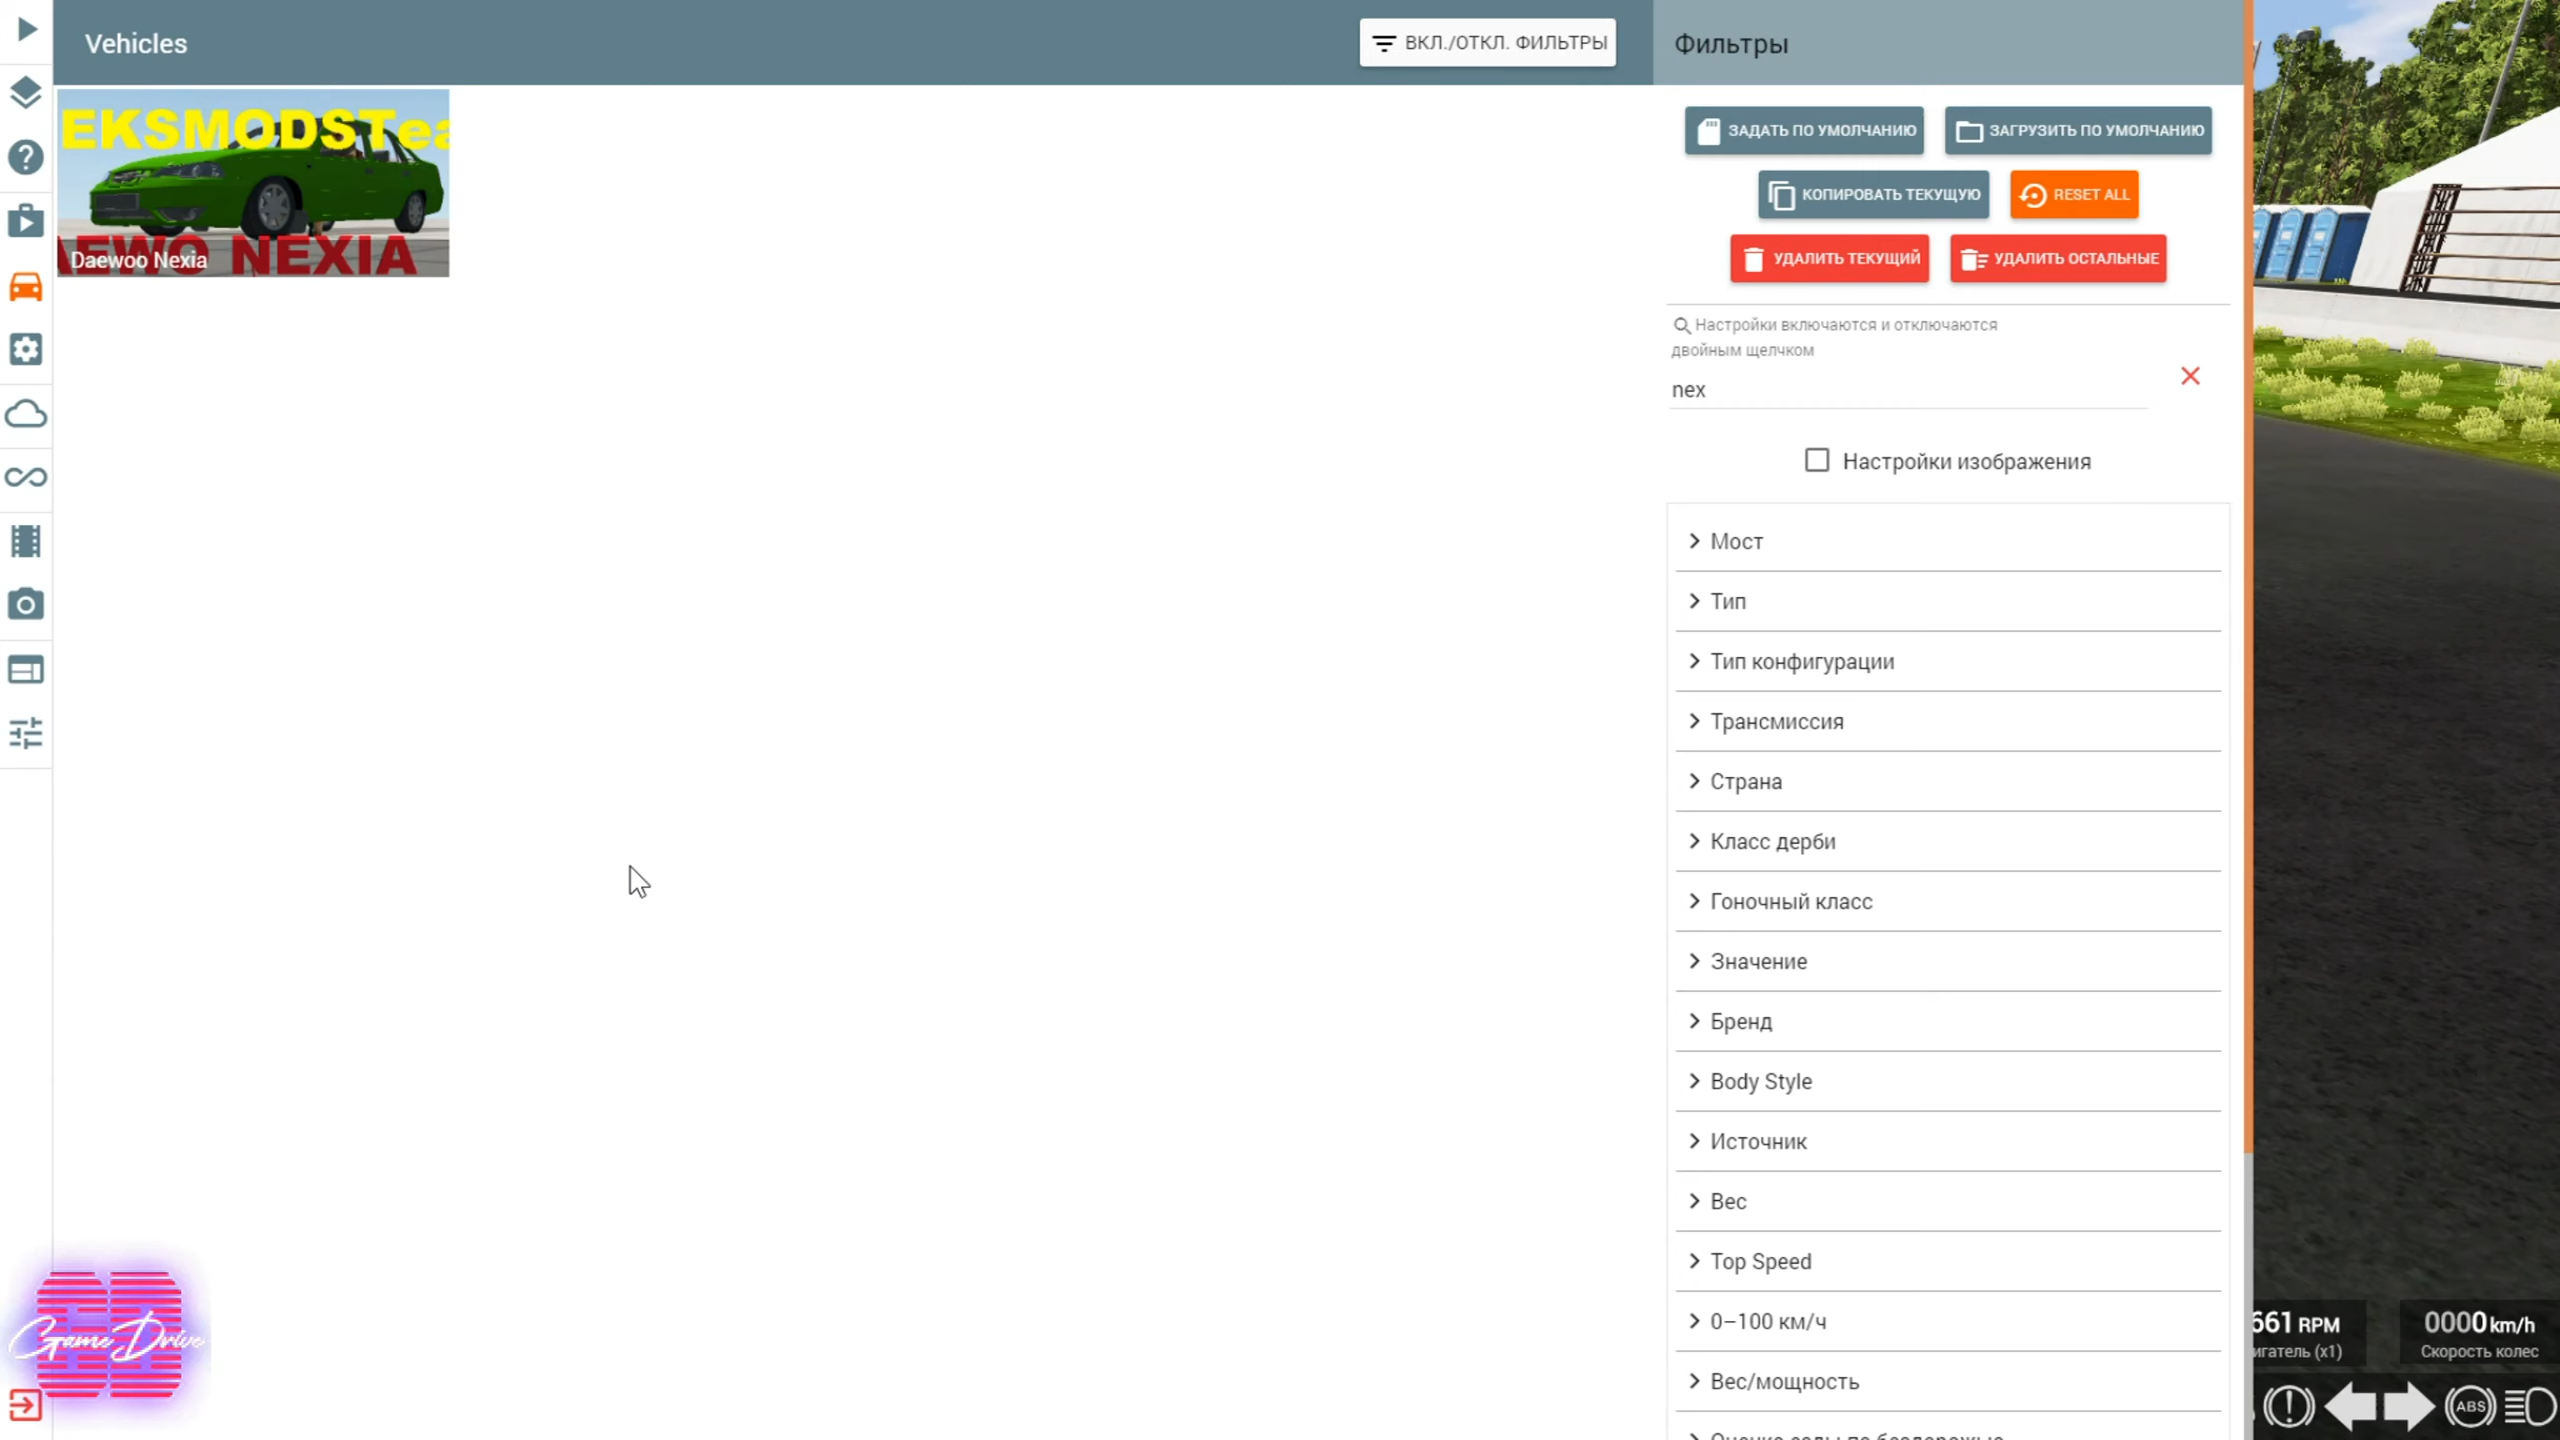 Vehicles
ВКЛ./ОТКЛ. ФИЛЬТРЫ
Фильтры
EKSMODSTea
AEWO NEXIA
Daewoo Nexia
ЗАДАТЬ ПО УМОЛЧАНИЮ
ЗАГРУЗИТЬ ПО УМОЛЧАНИЮ
КОПИРОВАТЬ ТЕКУЩУЮ
RESET ALL
УДАЛИТЬ ТЕКУЩИЙ
УДАЛИТЬ ОСТАЛЬНЫЕ
Настройки включаются и отключаются
двойным щелчком
nex
Настройки изображения
Мост
Тип
Тип конфигурации
Трансмиссия
Страна
Класс дерби
Гоночный класс
Значение
Бренд
Body Style
Источник
Вес
Top Speed
0–100 км/ч
Вес/мощность
Game Drive
661 RPM
игатель (x1)
0000 km/h
Скорость колес
ABS